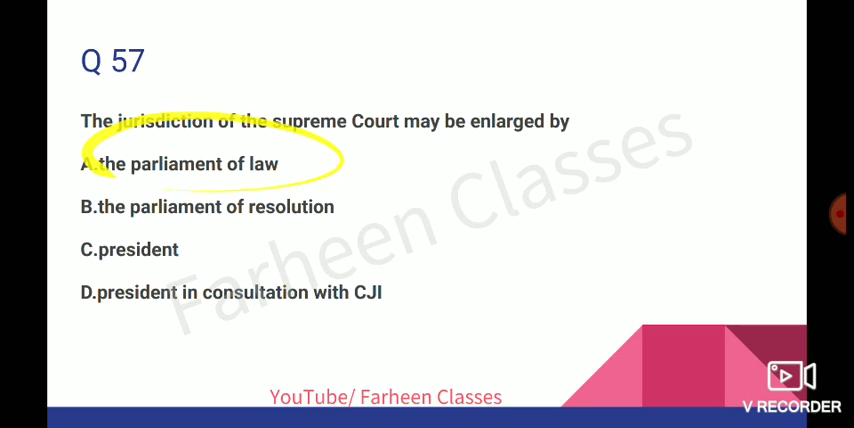 Q 57
The jurisdiction of the supreme Court may be enlarged by
A.the parliament of law
B.the parliament of resolution
C.president
D.president in consultation with CJI
Farheen Classes
YouTube/ Farheen Classes
V RECORDER